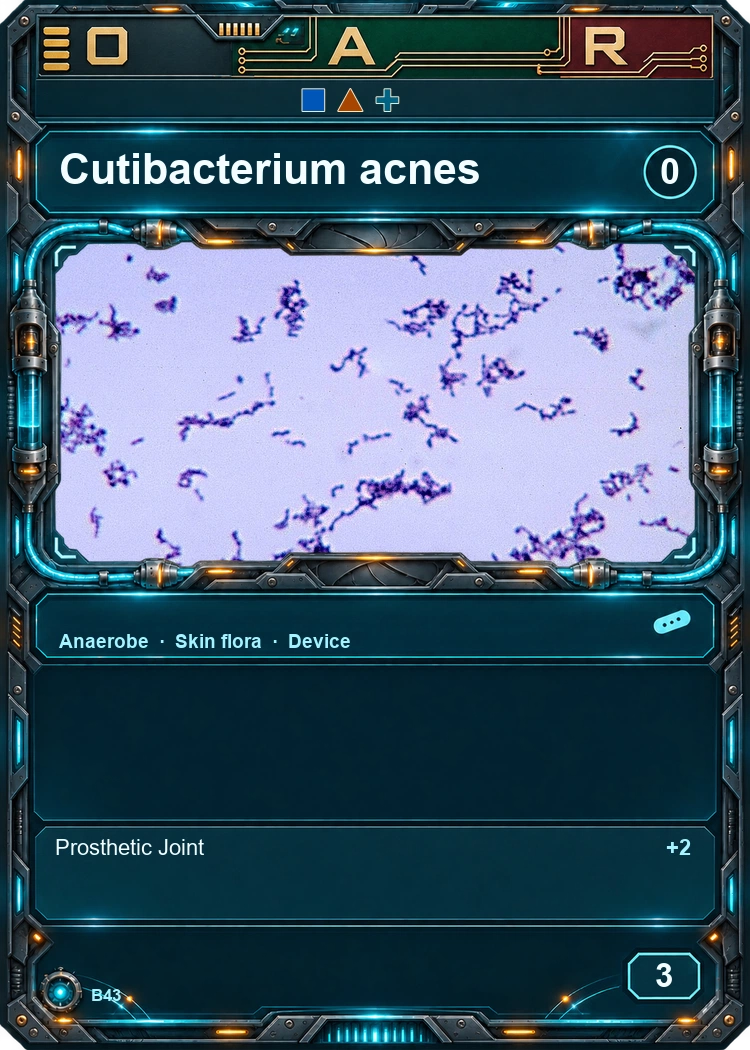 O A R
Cutibacterium acnes 0
Anaerobe · Skin flora · Device
Prosthetic Joint +2
B43 3